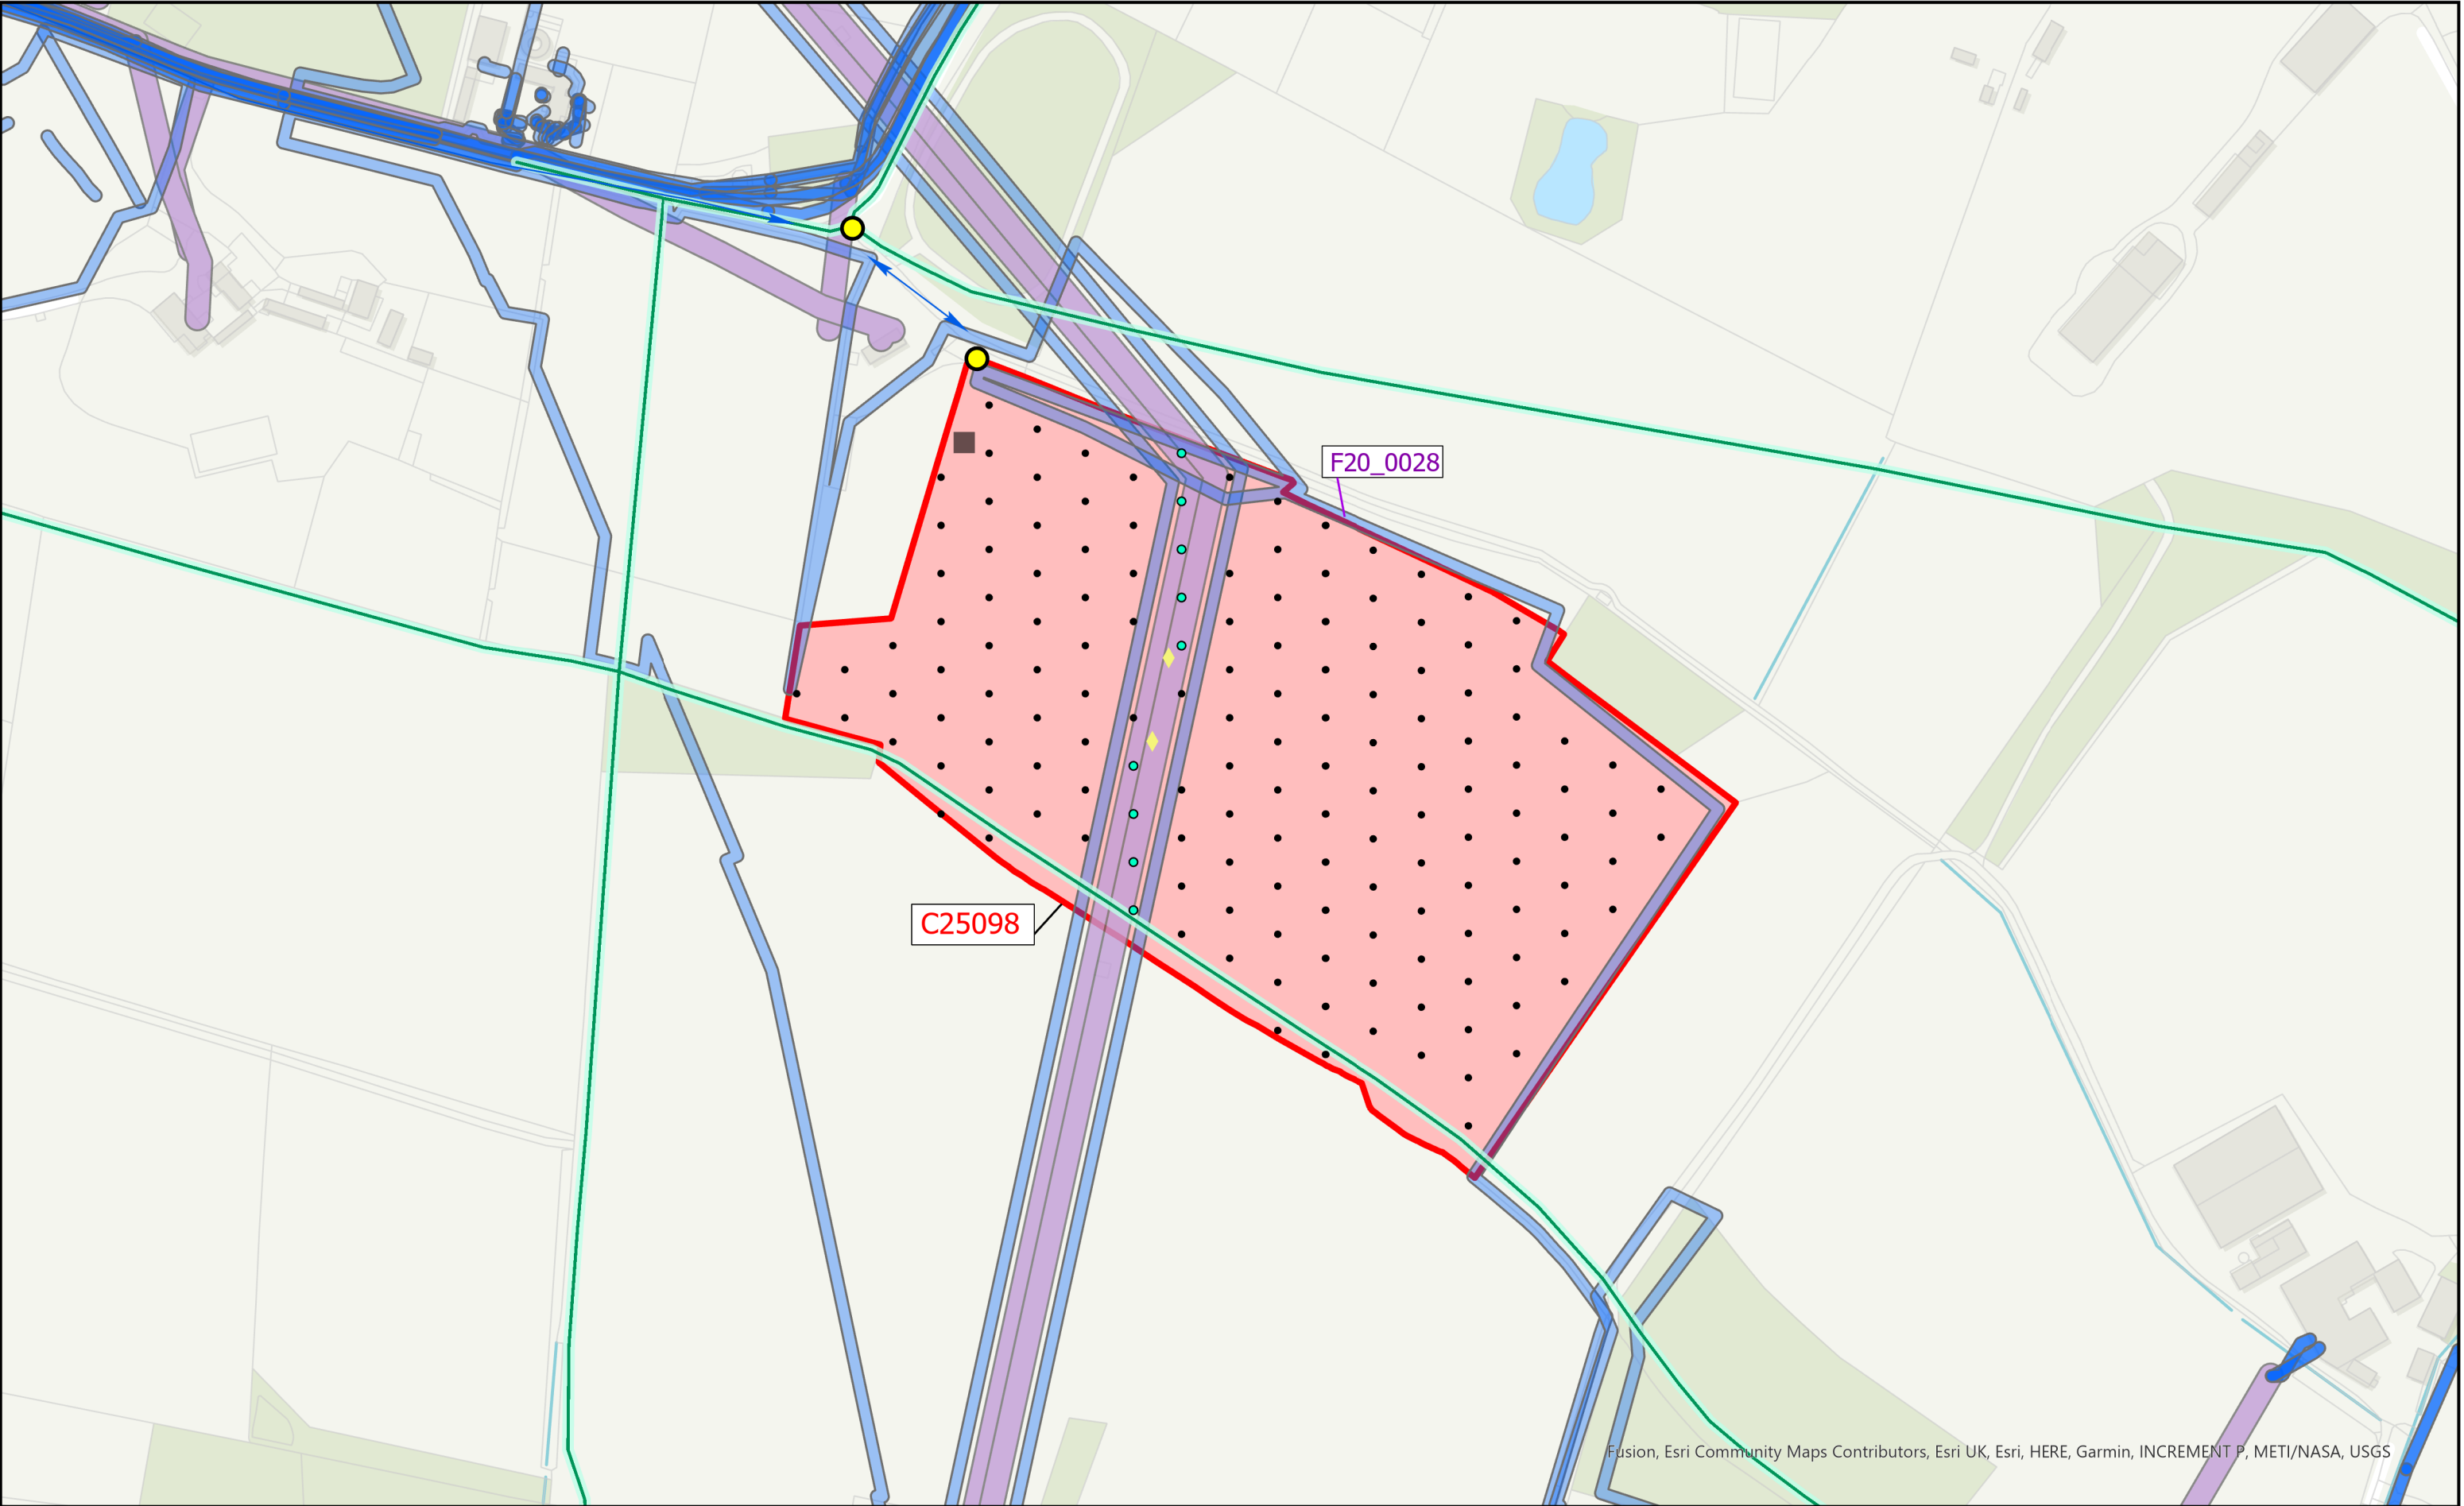 F20_0028
C25098
Fusion, Esri Community Maps Contributors, Esri UK, Esri, HERE, Garmin, INCREMENT P, METI/NASA, USGS